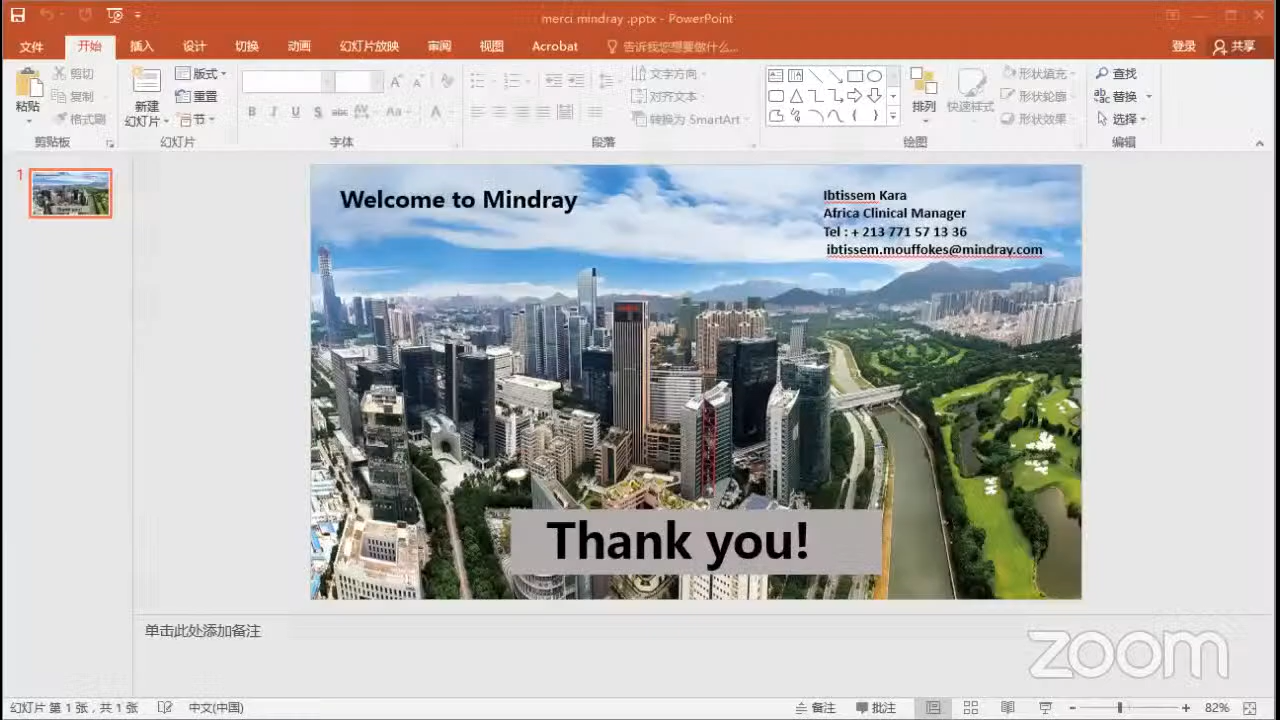 merci mindray .pptx - PowerPoint
文件 开始 插入 设计 切换 动画 幻灯片放映 审阅 视图 Acrobat 告诉我您想要做什么... 登录 共享
剪切 版式 文字方向 形状填充 查找
粘贴 复制 新建 重置 对齐文本 排列 快速样式 形状轮廓 替换
格式刷 幻灯片 节 B I U S abc AV Aa A 转换为 SmartArt 形状效果 选择
剪贴板 幻灯片 字体 段落 绘图 编辑
1
Welcome to Mindray
Ibtissem Kara
Africa Clinical Manager
Tel : + 213 771 57 13 36
ibtissem.mouffokes@mindray.com
Thank you!
单击此处添加备注
zoom
幻灯片 第 1 张，共 1 张 中文(中国) 备注 批注 82%